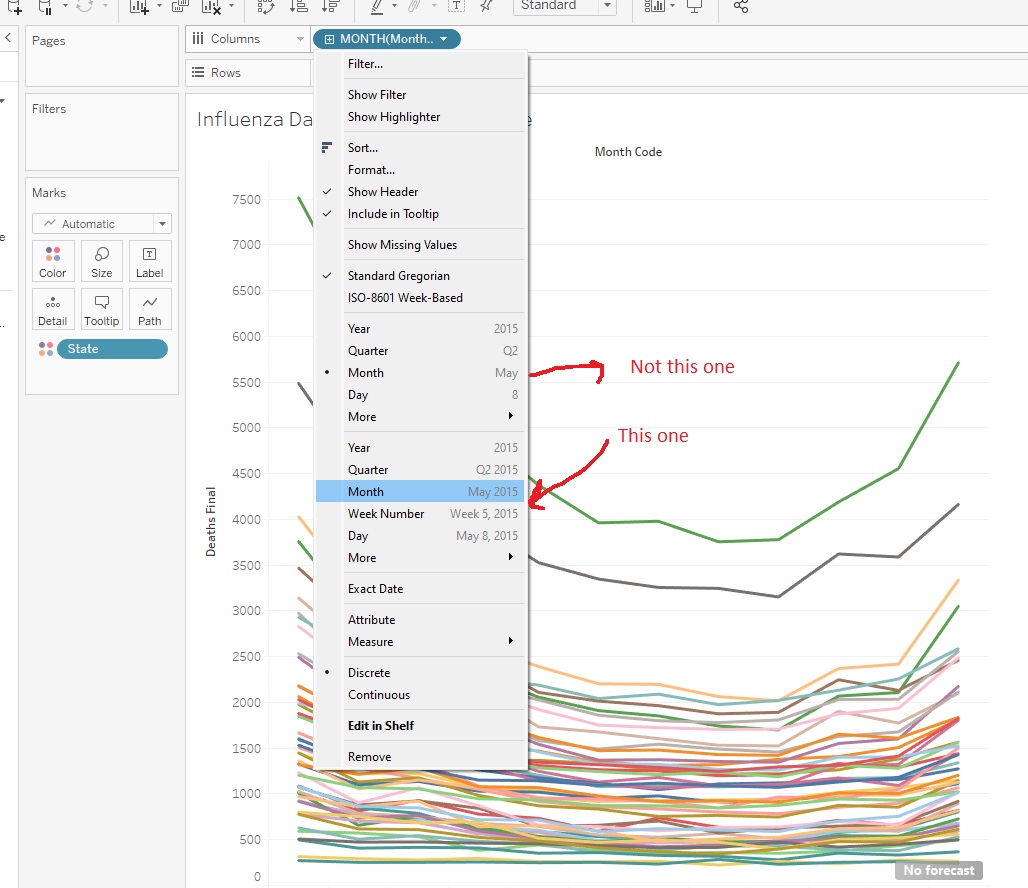 Standard
Pages
Columns
MONTH(Month..
Rows
Filters
Marks
Automatic
Color
Size
Label
Detail
Tooltip
Path
State
Filter...
Show Filter
Show Highlighter
Sort...
Format...
Show Header
Include in Tooltip
Show Missing Values
Standard Gregorian
ISO-8601 Week-Based
Year 2015
Quarter Q2
Month May
Day 8
More
Year 2015
Quarter Q2 2015
Month May 2015
Week Number Week 5, 2015
Day May 8, 2015
More
Exact Date
Attribute
Measure
Discrete
Continuous
Edit in Shelf
Remove
Not this one
This one
Influenza Da
e
Month Code
Deaths Final
7500
7000
6500
6000
5500
5000
4500
4000
3500
3000
2500
2000
1500
1000
500
0
No forecast